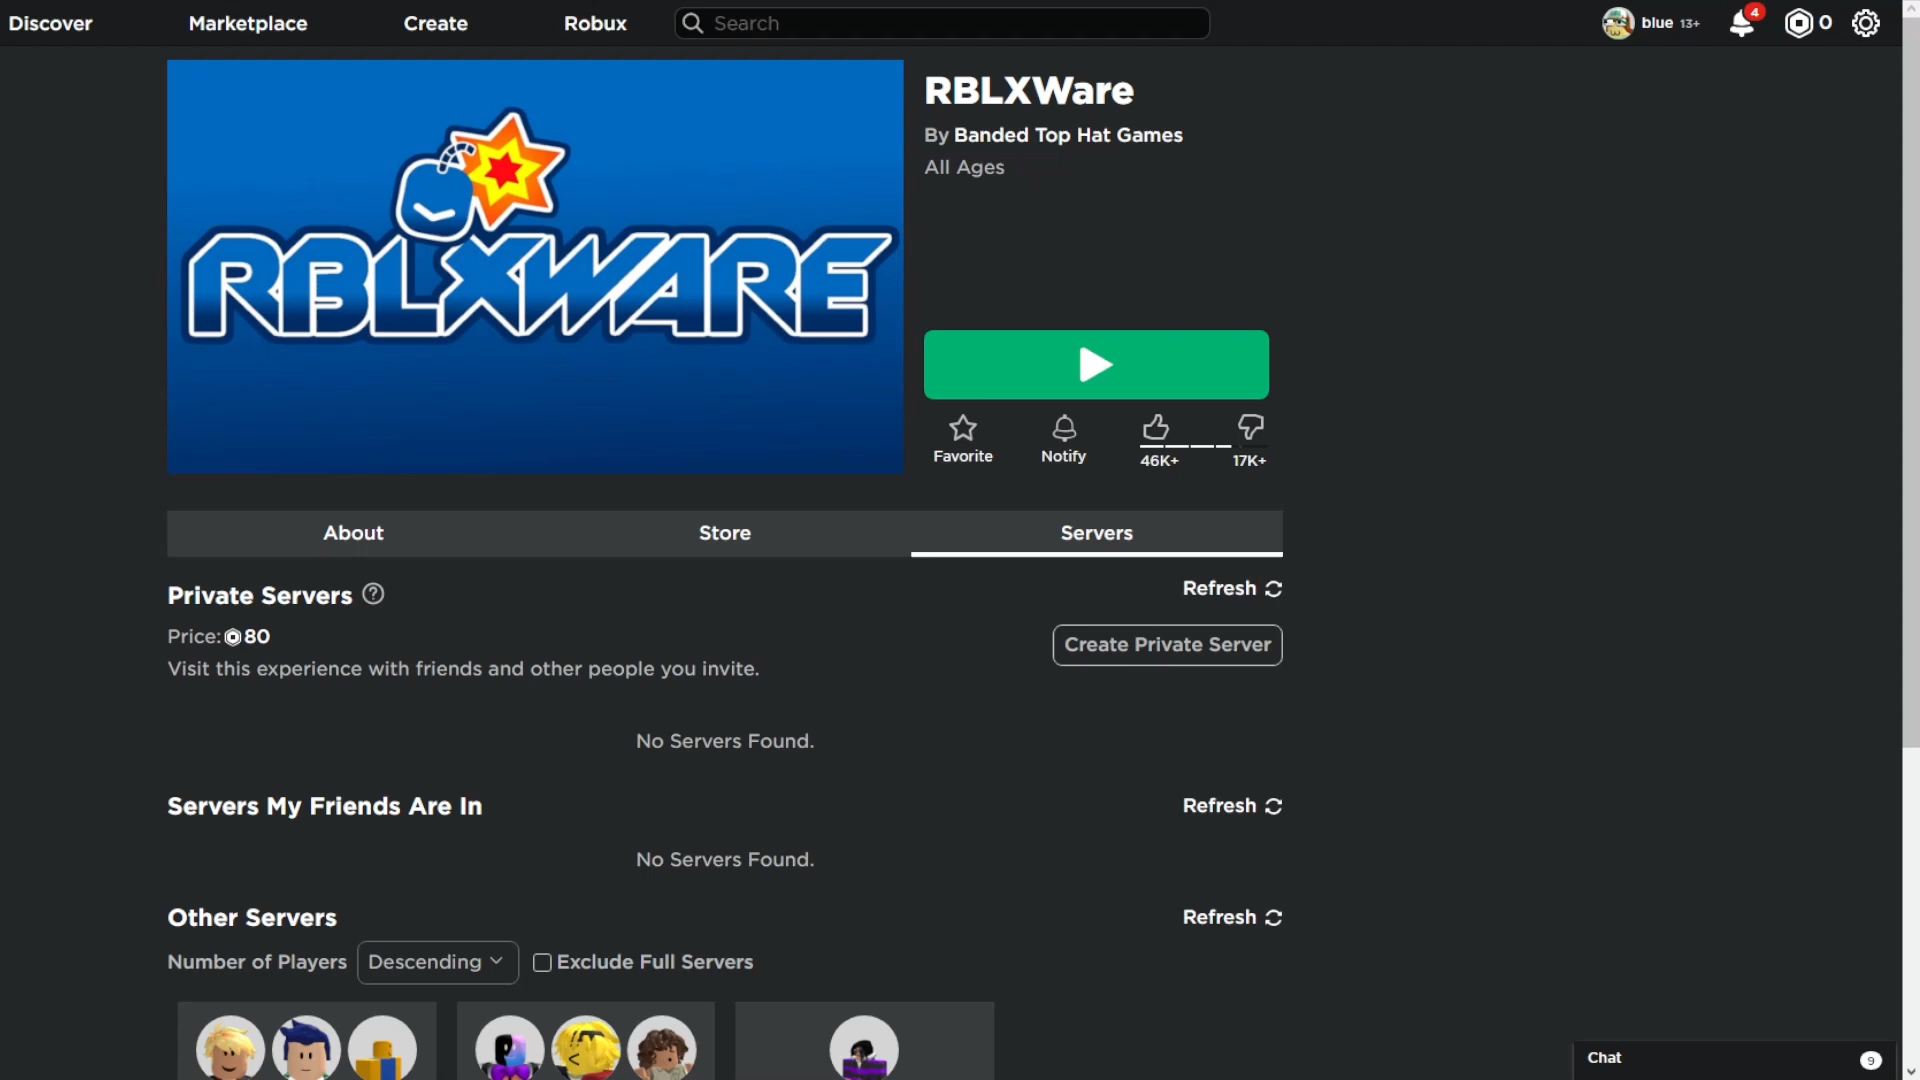 Discover Marketplace Create Robux Search blue 13+ 4 0
RBLXWARE
RBLXWare
By Banded Top Hat Games
All Ages
Favorite Notify 46K+ 17K+
About Store Servers
Private Servers ? Refresh
Price: 80 Create Private Server
Visit this experience with friends and other people you invite.
No Servers Found.
Servers My Friends Are In Refresh
No Servers Found.
Other Servers Refresh
Number of Players Descending Exclude Full Servers
Chat 9